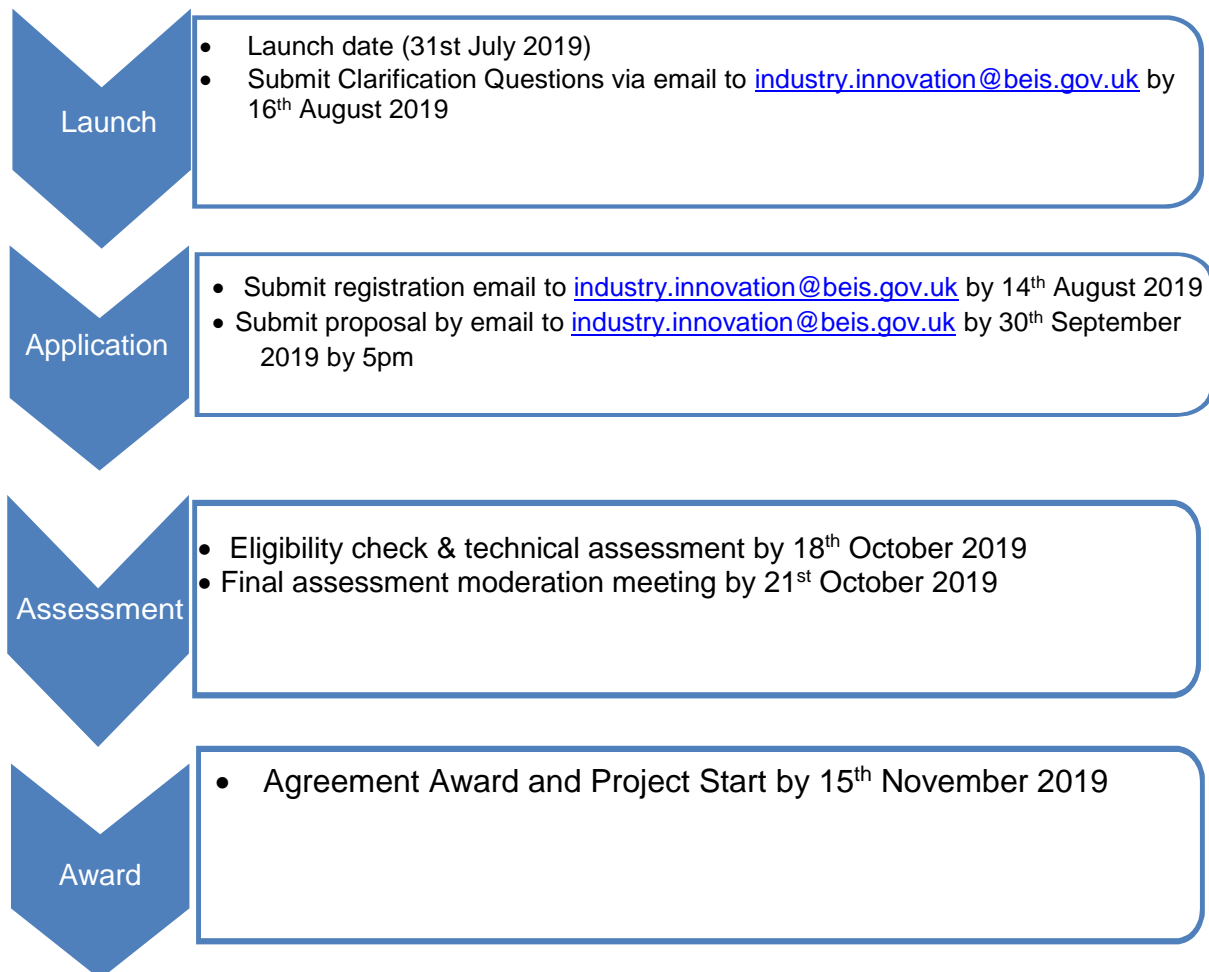 Launch
• Launch date (31st July 2019)
• Submit Clarification Questions via email to industry.innovation@beis.gov.uk by
16th August 2019
Application
• Submit registration email to industry.innovation@beis.gov.uk by 14th August 2019
• Submit proposal by email to industry.innovation@beis.gov.uk by 30th September
2019 by 5pm
Assessment
• Eligibility check & technical assessment by 18th October 2019
• Final assessment moderation meeting by 21st October 2019
Award
• Agreement Award and Project Start by 15th November 2019